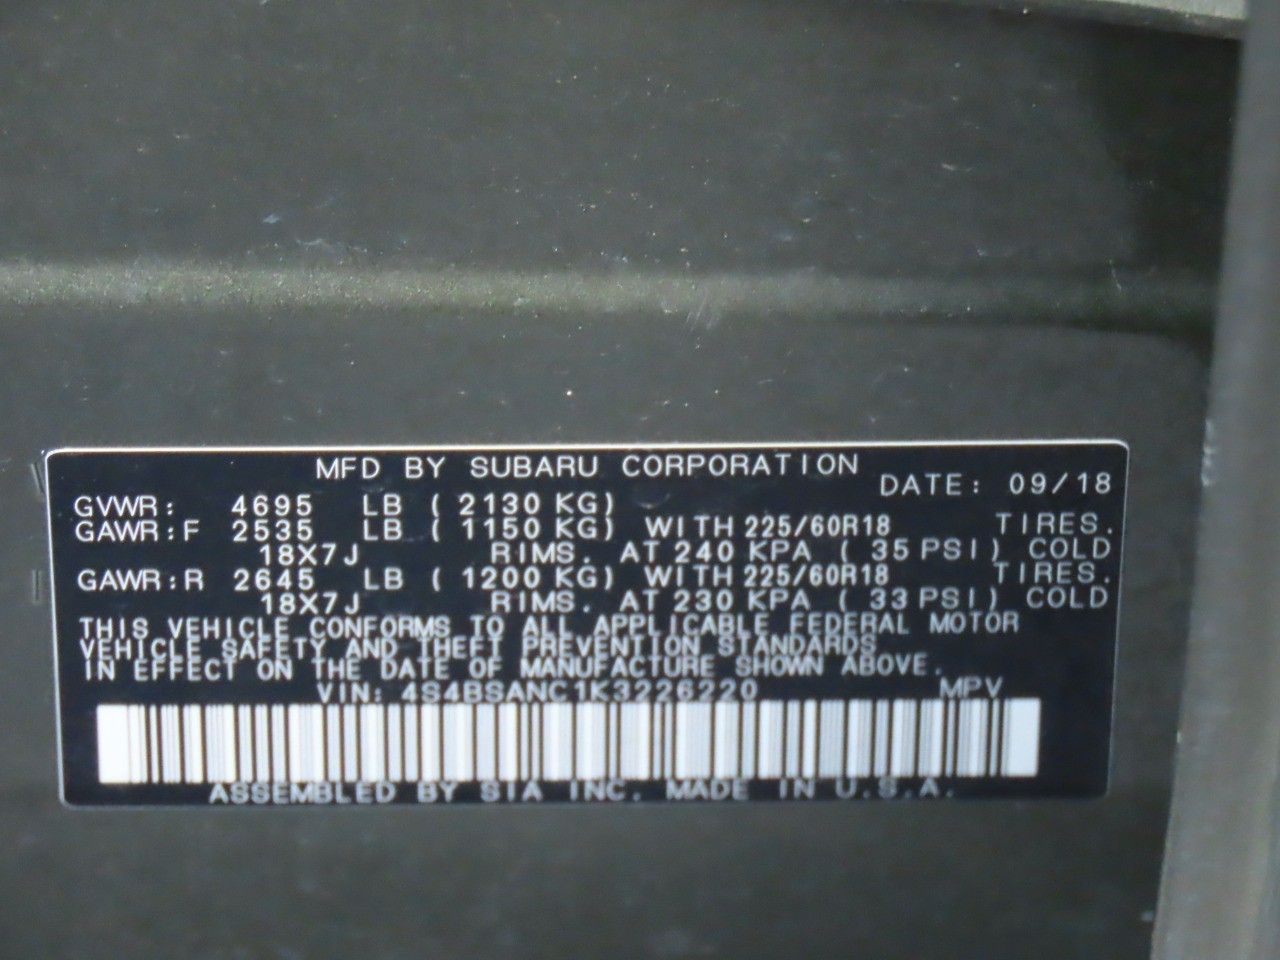 MFD BY SUBARU CORPORATION
DATE: 09/18
GVWR: 4695 LB ( 2130 KG)
GAWR:F 2535 LB ( 1150 KG) WITH 225/60R18 TIRES.
18X7J RIMS. AT 240 KPA ( 35 PSI) COLD
GAWR:R 2645 LB ( 1200 KG) WITH 225/60R18 TIRES.
18X7J RIMS. AT 230 KPA ( 33 PSI) COLD
THIS VEHICLE CONFORMS TO ALL APPLICABLE FEDERAL MOTOR
VEHICLE SAFETY AND THEFT PREVENTION STANDARDS
IN EFFECT ON THE DATE OF MANUFACTURE SHOWN ABOVE.
VIN: 4S4BSANC1K3226220 MPV
ASSEMBLED BY SIA INC. MADE IN U.S.A.